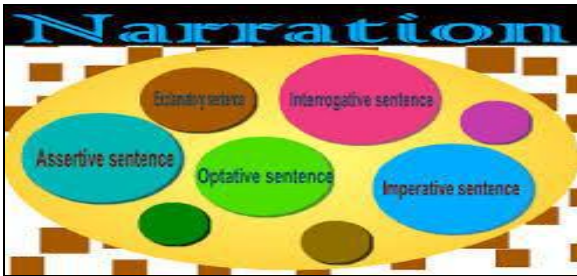 Narration
Exclamatory sentence
Interrogative sentence
Assertive sentence
Optative sentence
Imperative sentence